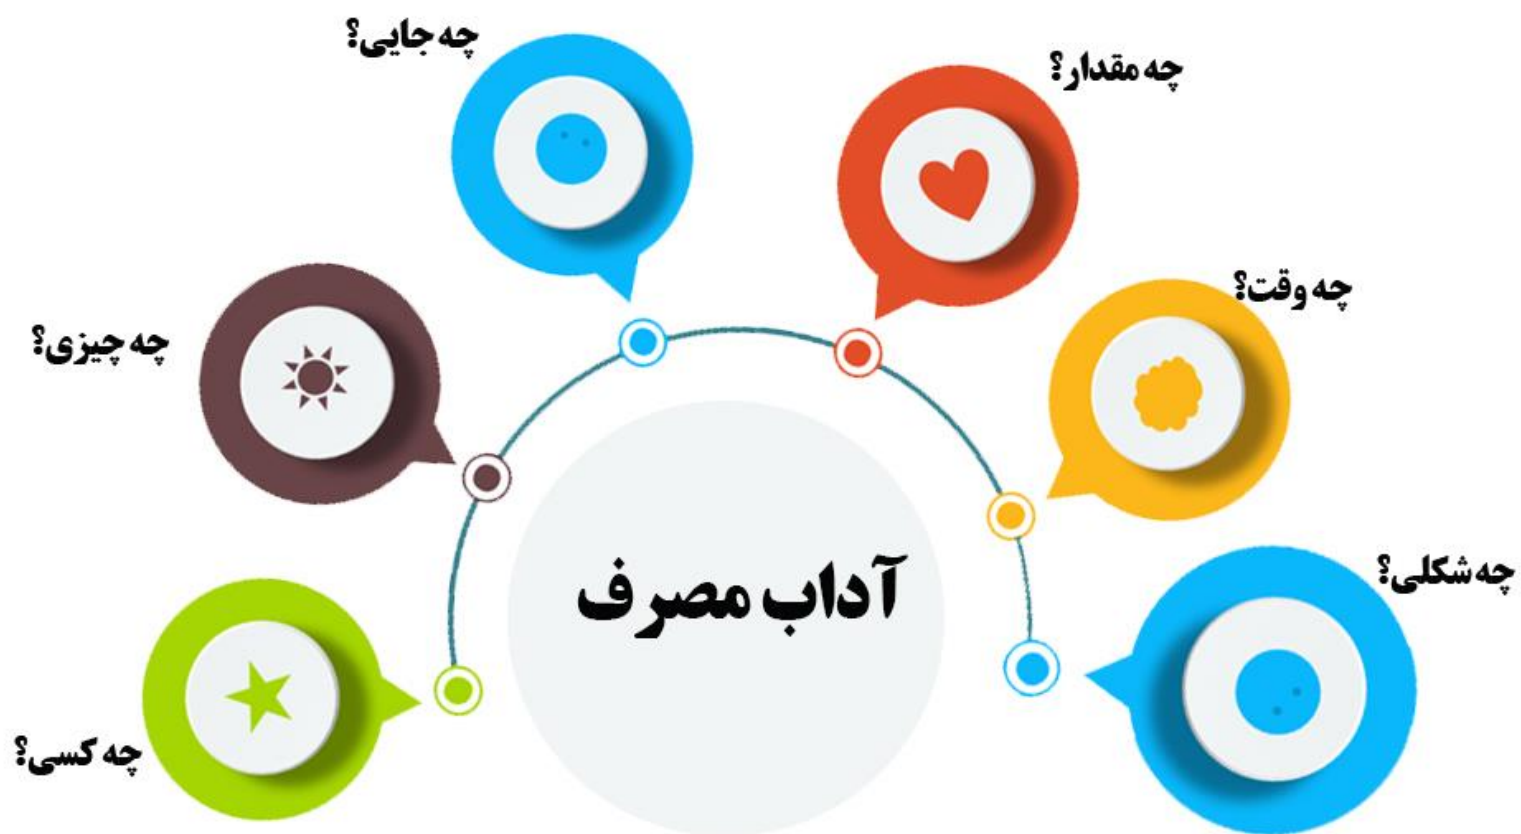 چه جایی؟
چه مقدار؟
چه وقت؟
چه چیزی؟
آداب مصرف
چه شکلی؟
چه کسی؟